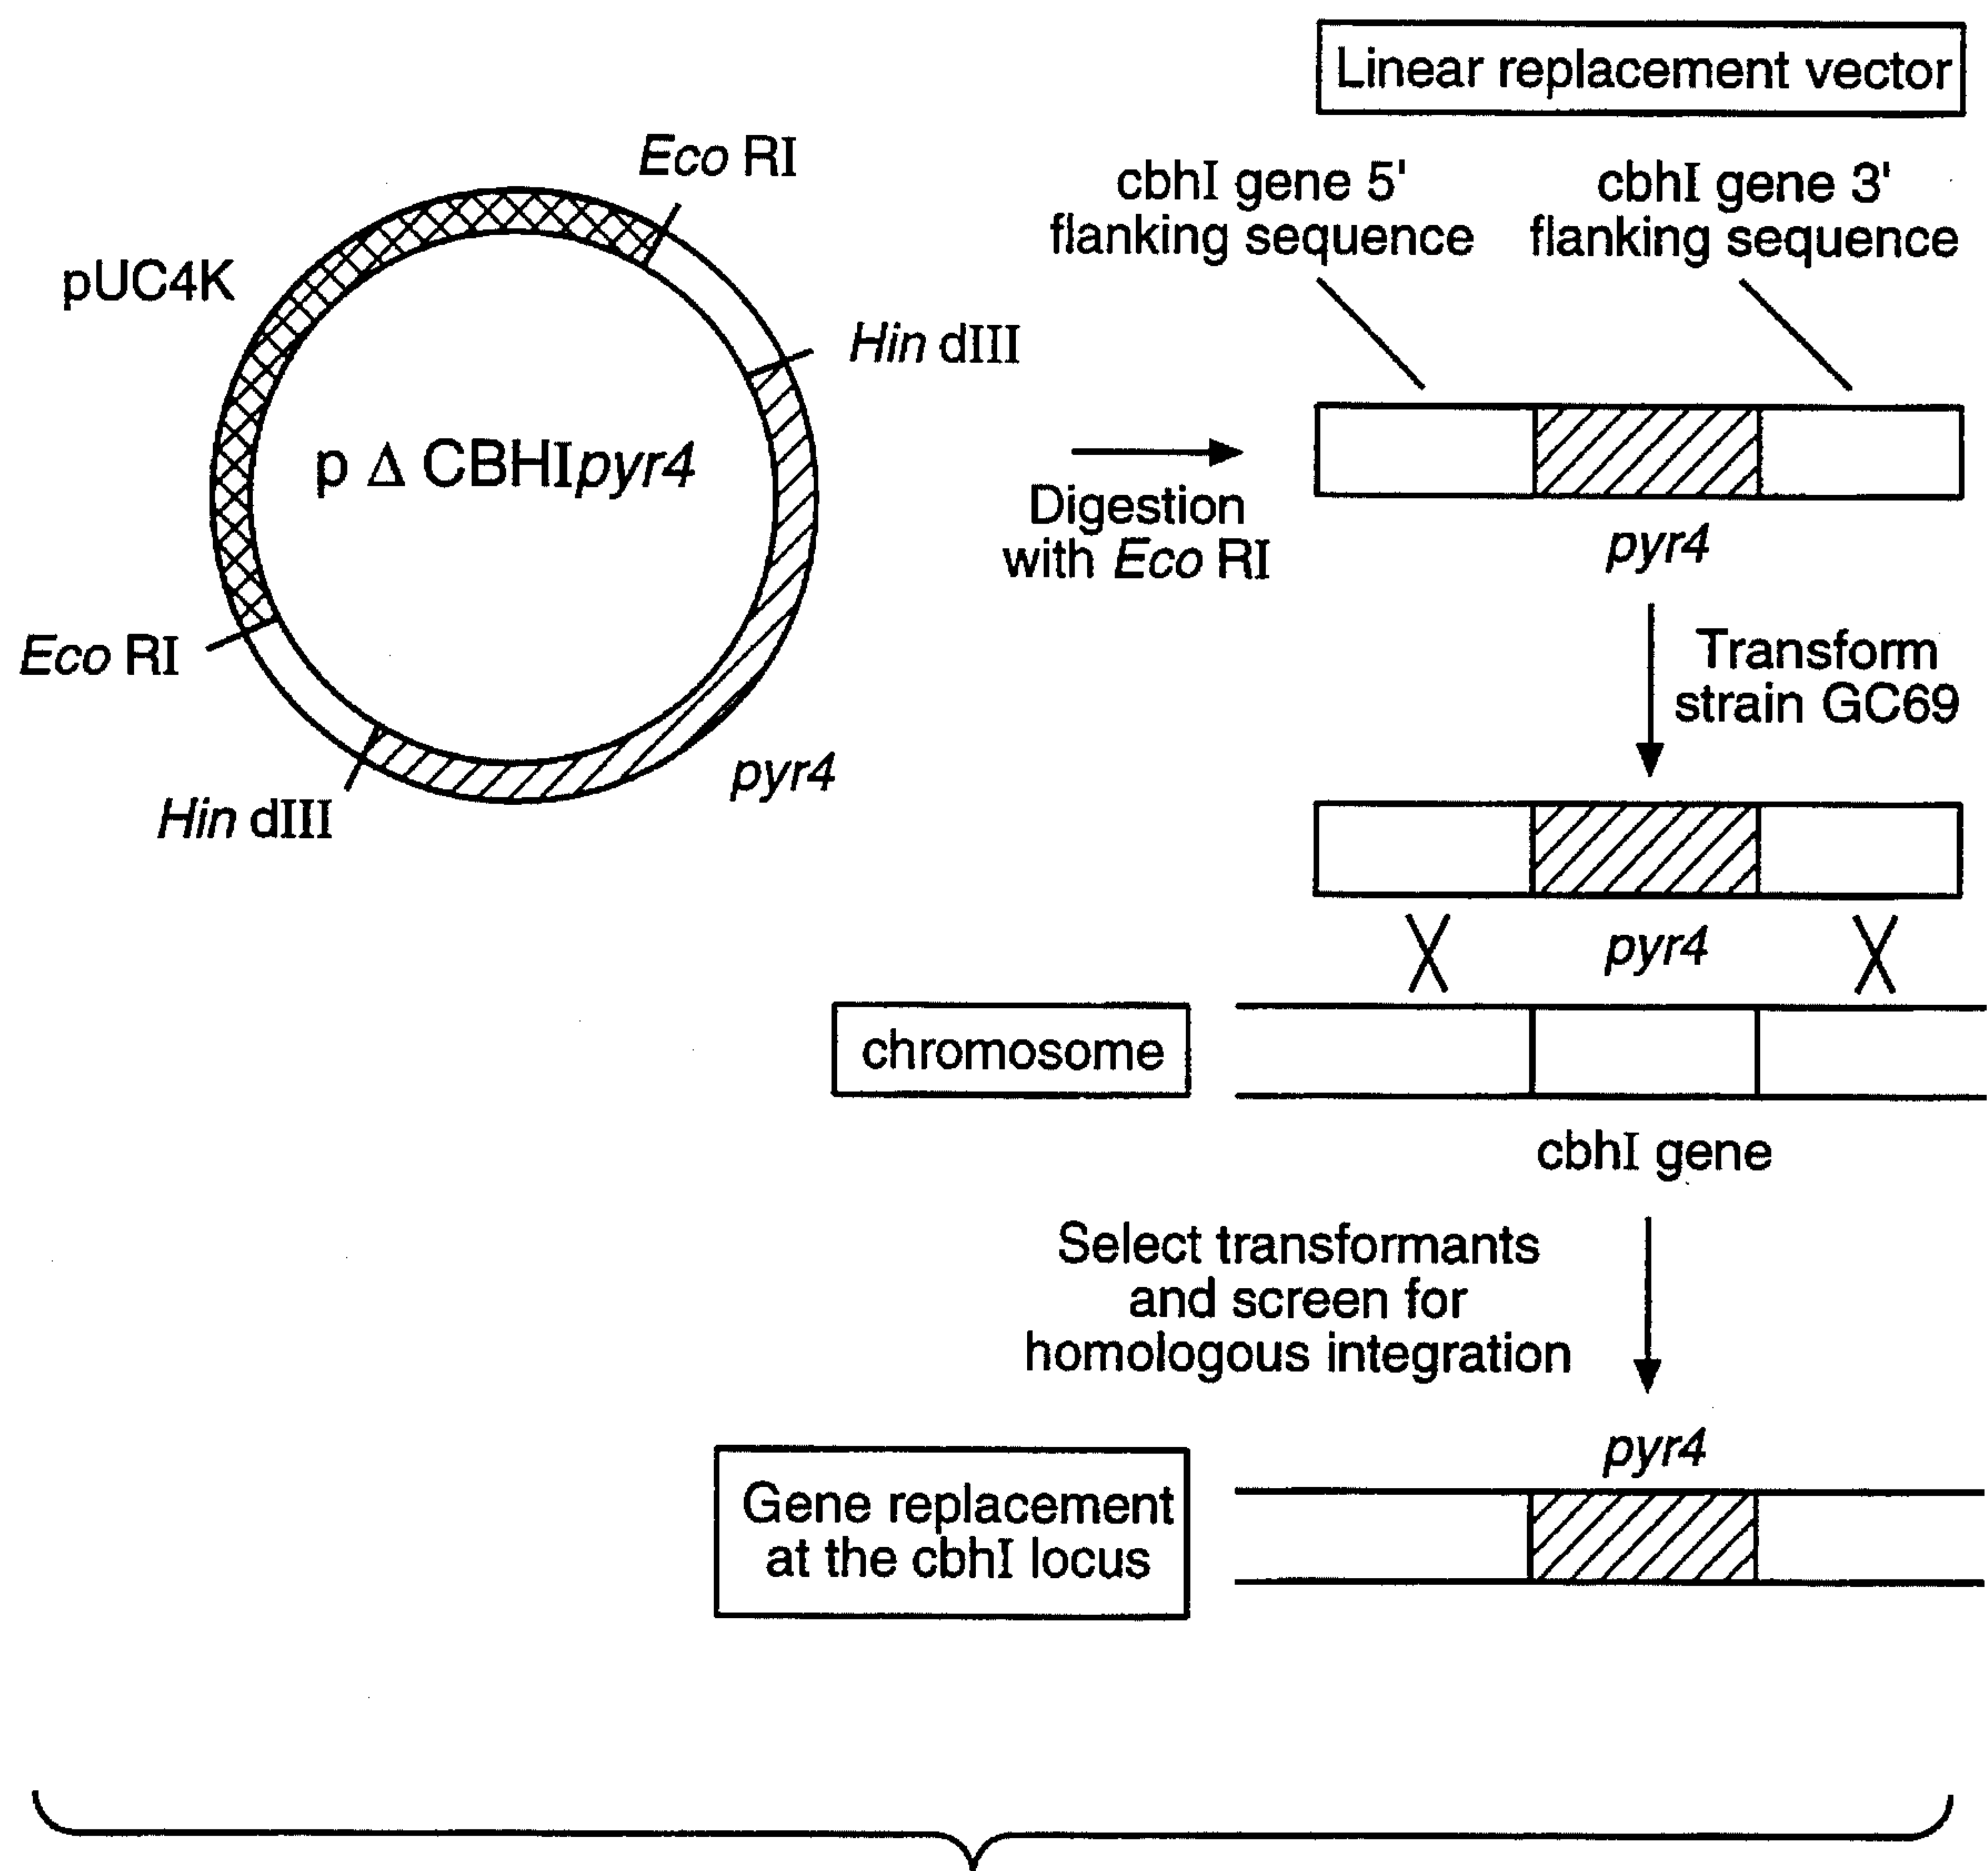 Linear replacement vector
Eco RI
cbhI gene 5'
flanking sequence
cbhI gene 3'
flanking sequence
pUC4K
Hin dIII
p Δ CBHIpyr4
Digestion
with Eco RI
pyr4
Eco RI
Transform
strain GC69
pyr4
Hin dIII
pyr4
chromosome
cbhI gene
Select transformants
and screen for
homologous integration
pyr4
Gene replacement
at the cbhI locus